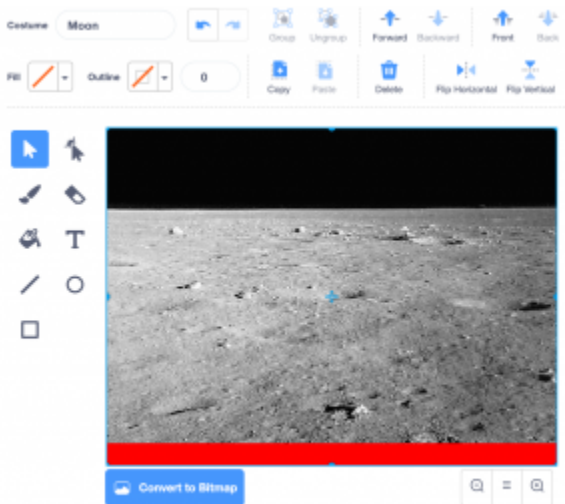 Costume Moon Group Ungroup Forward Backward Front Back
Fill Outline 0 Copy Paste Delete Flip Horizontal Flip Vertical
T
Convert to Bitmap